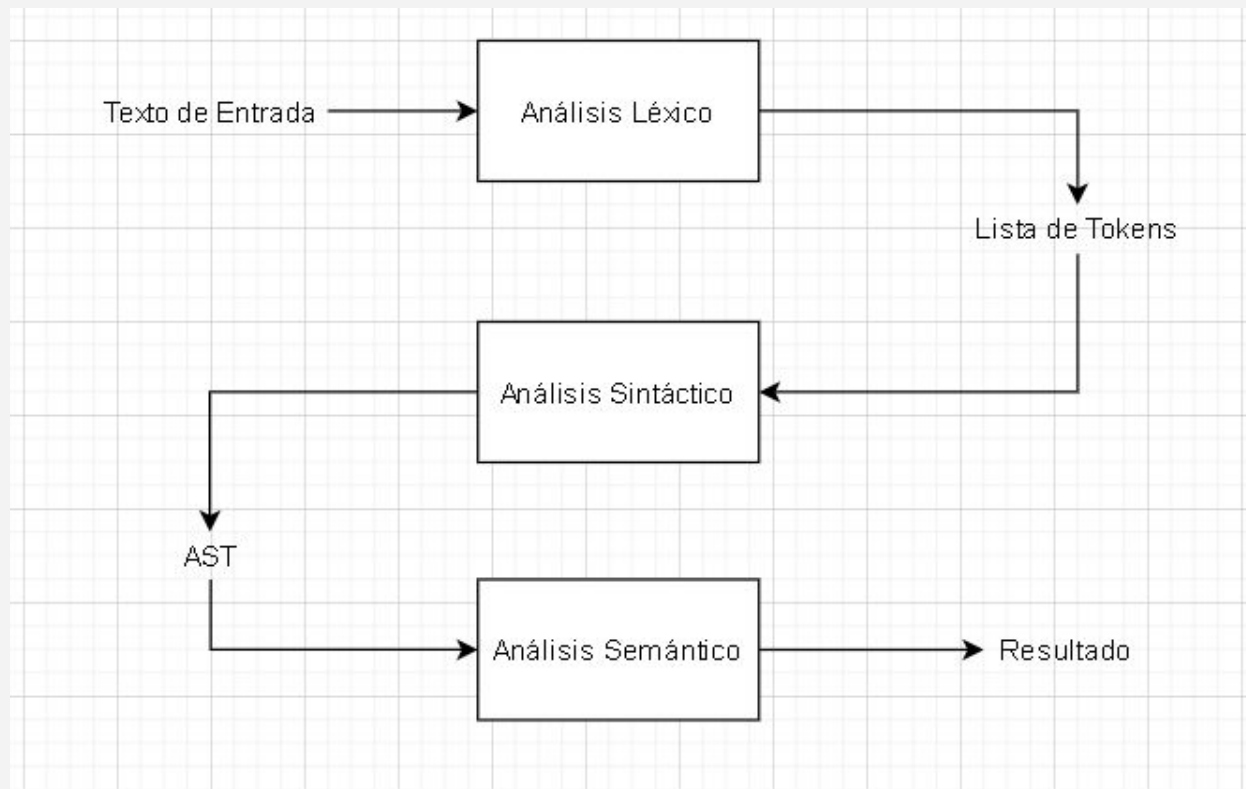 Texto de Entrada
Análisis Léxico
Lista de Tokens
Análisis Sintáctico
AST
Análisis Semántico
Resultado